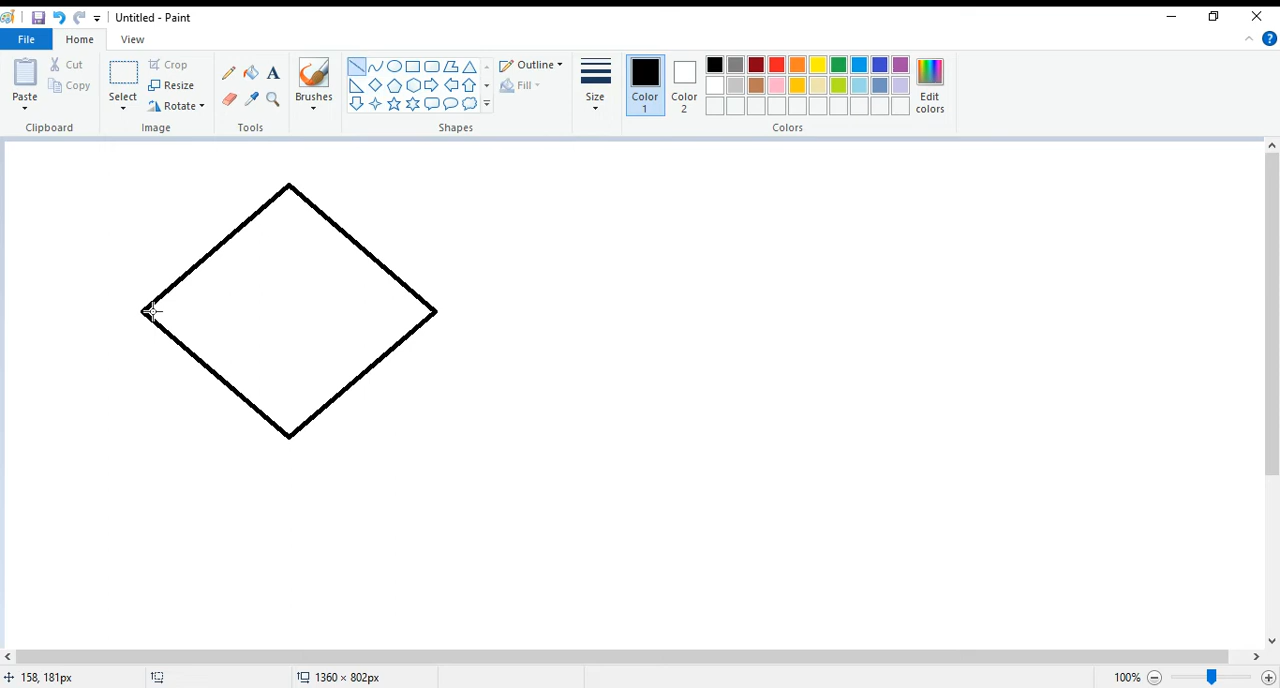 Untitled - Paint
File Home View
Paste
Cut
Copy
Clipboard
Select
Crop
Resize
Rotate
Image
A
Tools
Brushes
Outline
Fill
Shapes
Size
Color 1
Color 2
Edit colors
Colors
158, 181px
1360 × 802px
100%